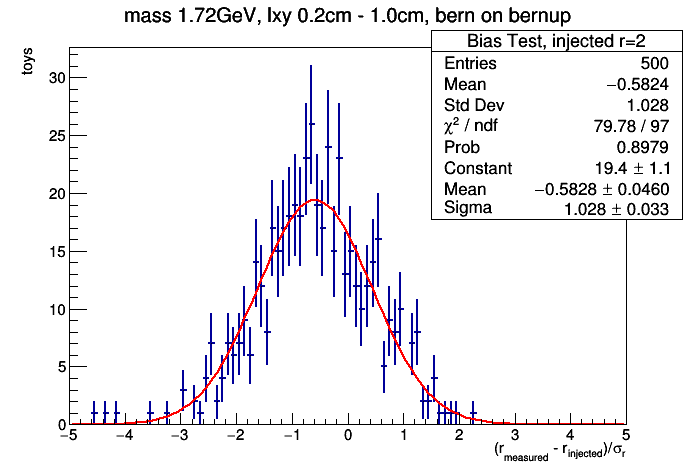 mass 1.72GeV, lxy 0.2cm - 1.0cm, bern on bernup
Bias Test, injected r=2
Entries 500
Mean −0.5824
Std Dev 1.028
χ² / ndf 79.78 / 97
Prob 0.8979
Constant 19.4 ± 1.1
Mean −0.5828 ± 0.0460
Sigma 1.028 ± 0.033
toys
30
25
20
15
10
5
0
−5 −4 −3 −2 −1 0 1 2 3 4 5
(r_measured - r_injected)/σ_r